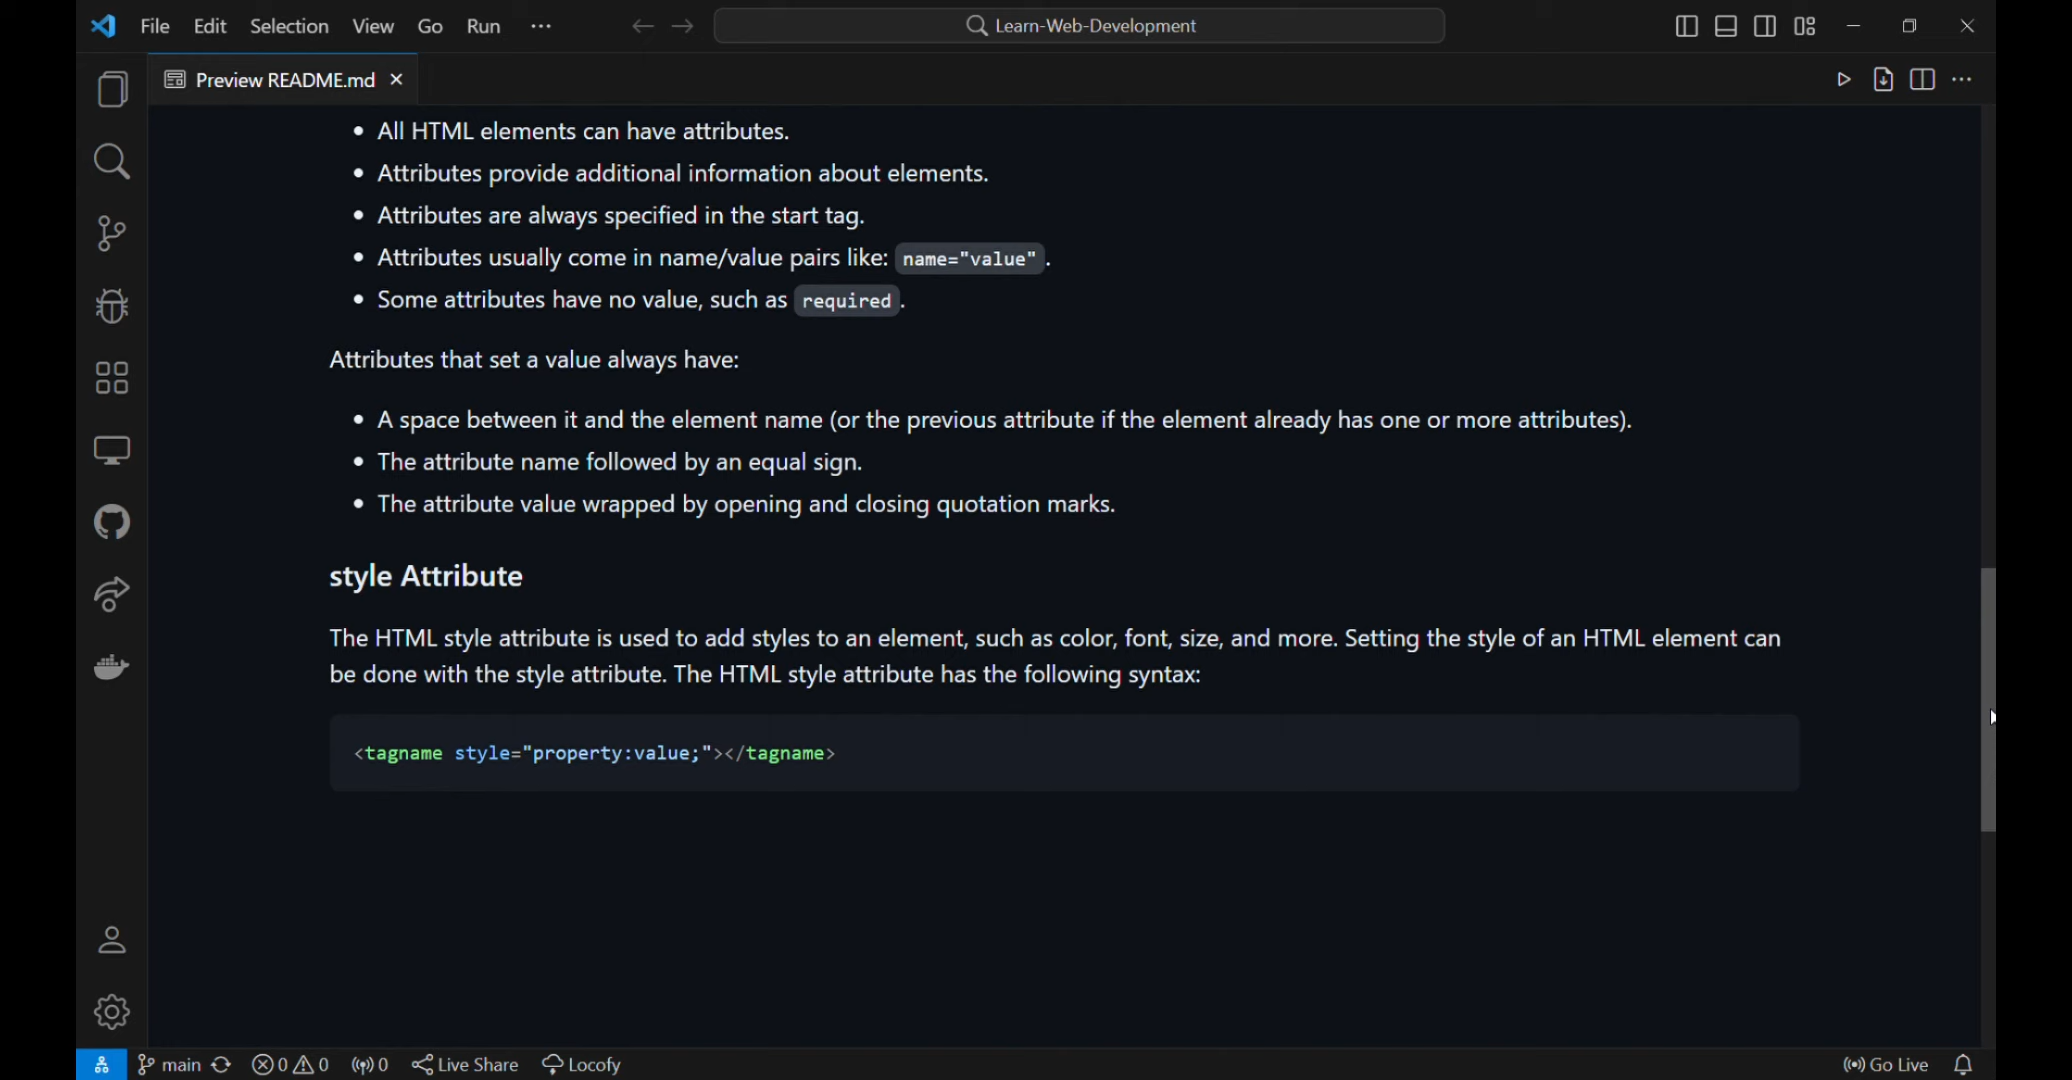 File Edit Selection View Go Run ··· Learn-Web-Development
Preview README.md
• All HTML elements can have attributes.
• Attributes provide additional information about elements.
• Attributes are always specified in the start tag.
• Attributes usually come in name/value pairs like: name="value".
• Some attributes have no value, such as required.
Attributes that set a value always have:
• A space between it and the element name (or the previous attribute if the element already has one or more attributes).
• The attribute name followed by an equal sign.
• The attribute value wrapped by opening and closing quotation marks.
style Attribute
The HTML style attribute is used to add styles to an element, such as color, font, size, and more. Setting the style of an HTML element can
be done with the style attribute. The HTML style attribute has the following syntax:
<tagname style="property:value;"></tagname>
main 0 0 0 Live Share Locofy Go Live